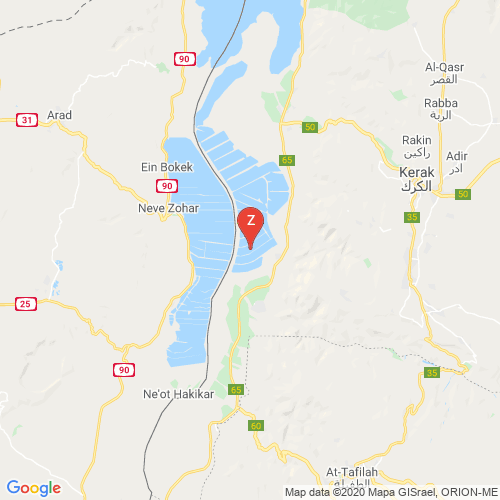 90
Al-Qasr
القصر
Rabba
الربة
31
Arad
50
Rakin
راكين
Adir
ادر
65
Ein Bokek
90
Kerak
الكرك
50
Neve Zohar
35
Z
25
90
35
Ne'ot Hakikar
65
60
At-Tafilah
الطفيلة
Google
Map data ©2020 Mapa GISrael, ORION-ME